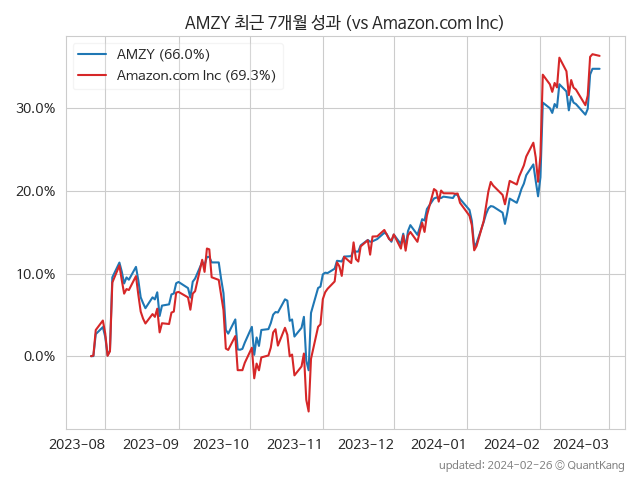 AMZY 최근 7개월 성과 (vs Amazon.com Inc)
AMZY (66.0%)
Amazon.com Inc (69.3%)
30.0%
20.0%
10.0%
0.0%
2023-08 2023-09 2023-10 2023-11 2023-12 2024-01 2024-02 2024-03
updated: 2024-02-26 © QuantKang